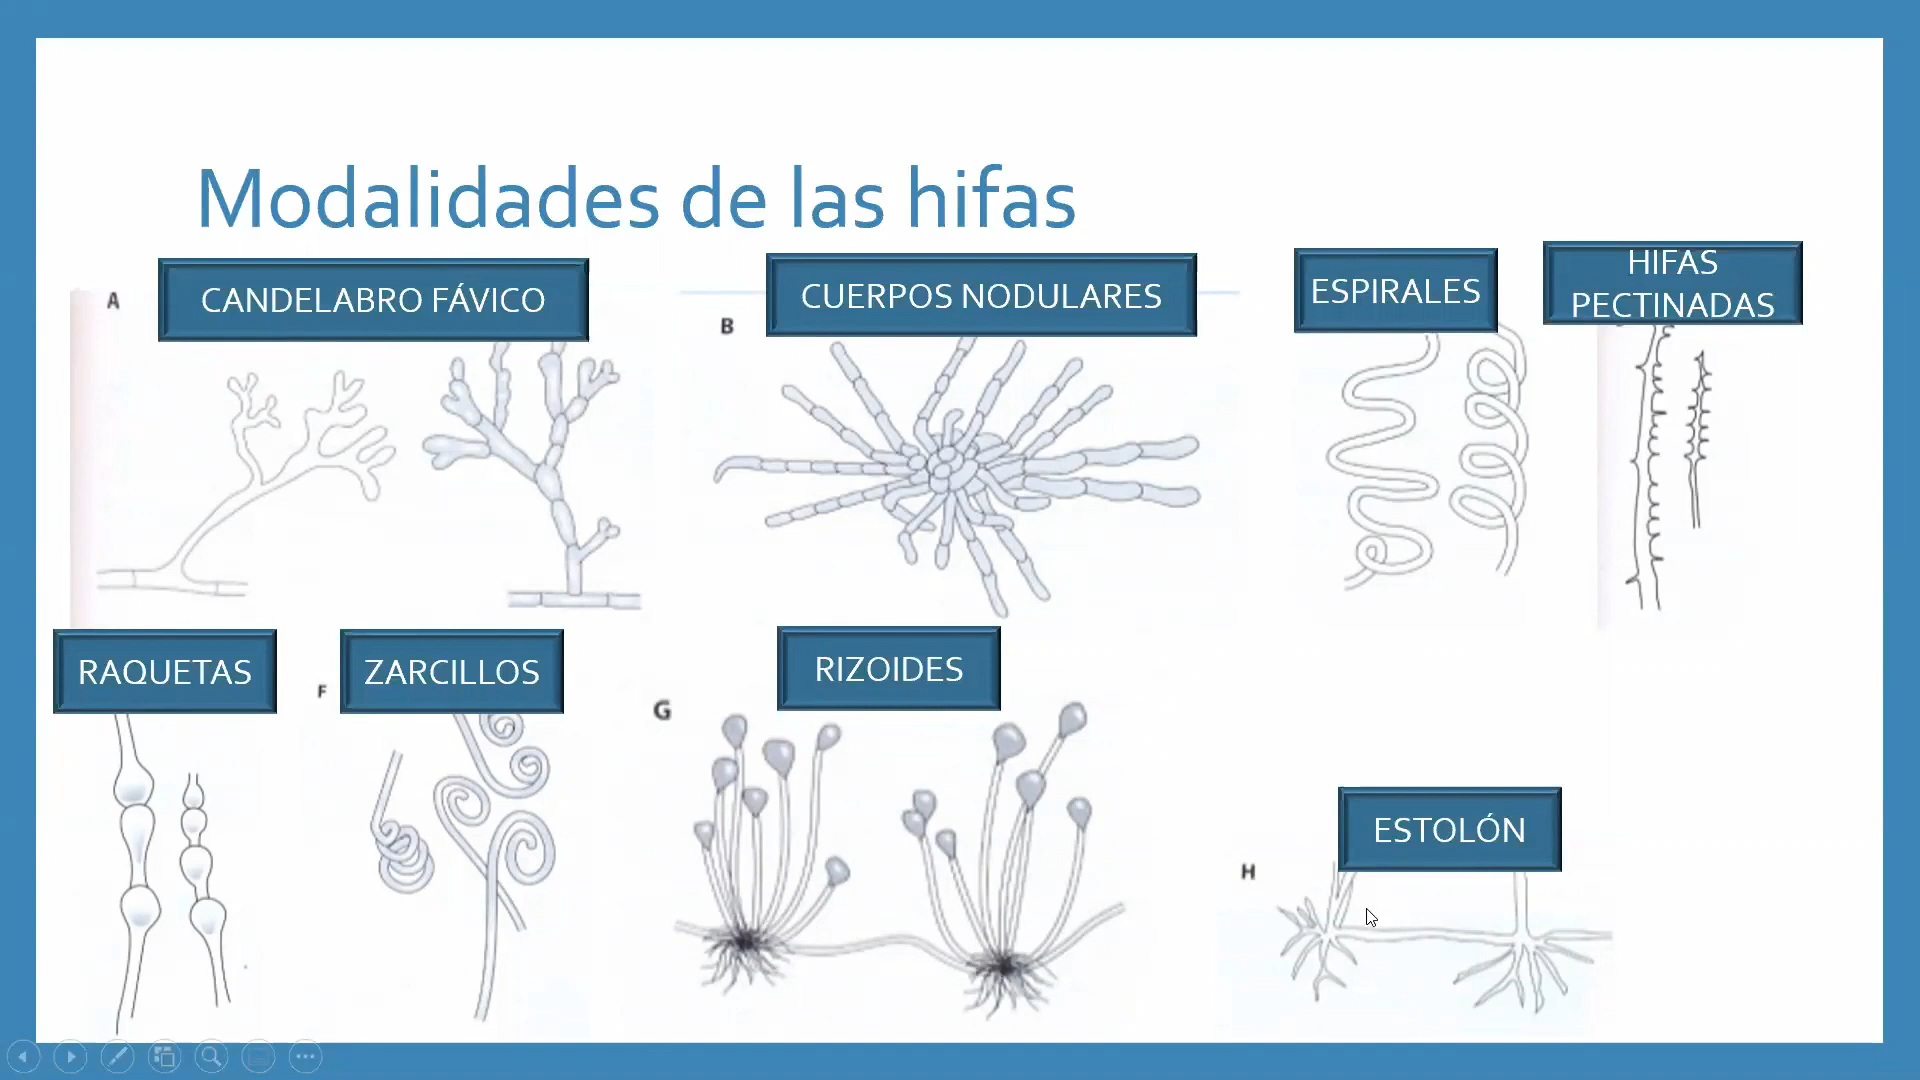 Modalidades de las hifas
A
CANDELABRO FÁVICO
B
CUERPOS NODULARES
ESPIRALES
HIFAS
PECTINADAS
RAQUETAS
F
ZARCILLOS
G
RIZOIDES
H
ESTOLÓN